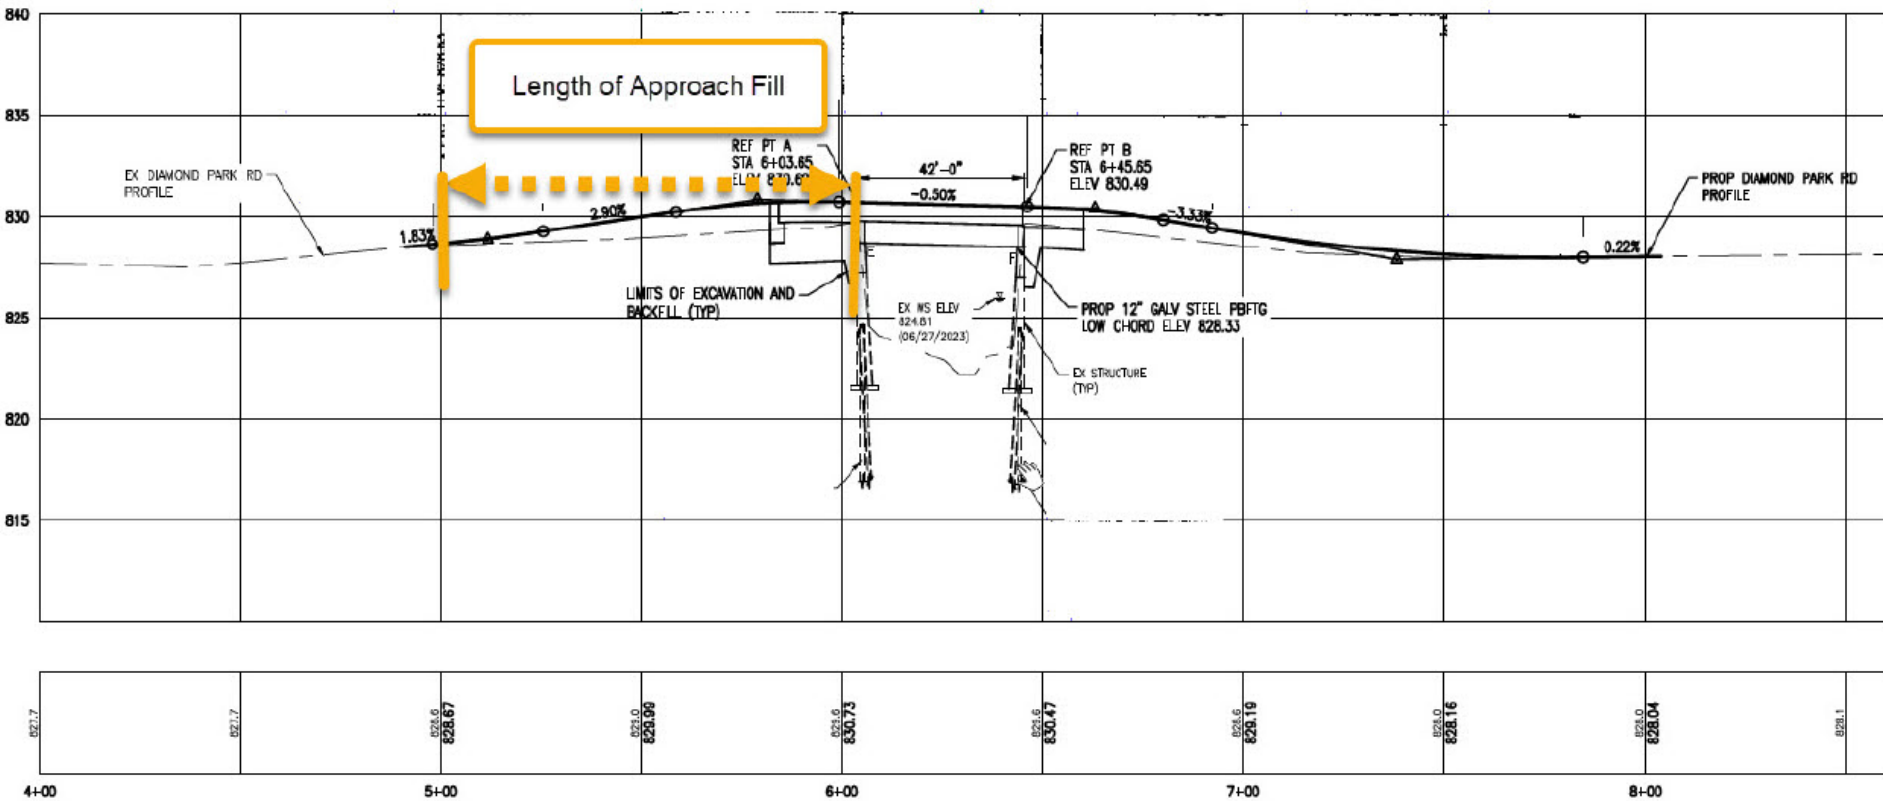 840
835
830
825
820
815
Length of Approach Fill
EX DIAMOND PARK RD
PROFILE
REF PT A
STA 6+03.65
ELEV
42'-0"
-0.50%
REF PT B
STA 6+45.65
ELEV 830.49
PROP DIAMOND PARK RD
PROFILE
1.83%
2.90%
-3.33%
0.22%
LIMITS OF EXCAVATION AND
BACKFILL (TYP)
E
F
EX WS ELEV
824.81
(06/27/2023)
PROP 12" GALV STEEL PBFTG
LOW CHORD ELEV 828.33
EX STRUCTURE
(TYP)
827.7
827.7
828.6
828.67
829.0
829.99
829.6
830.73
829.6
830.47
828.6
829.19
828.0
828.16
828.0
828.04
828.1
4+00
5+00
6+00
7+00
8+00